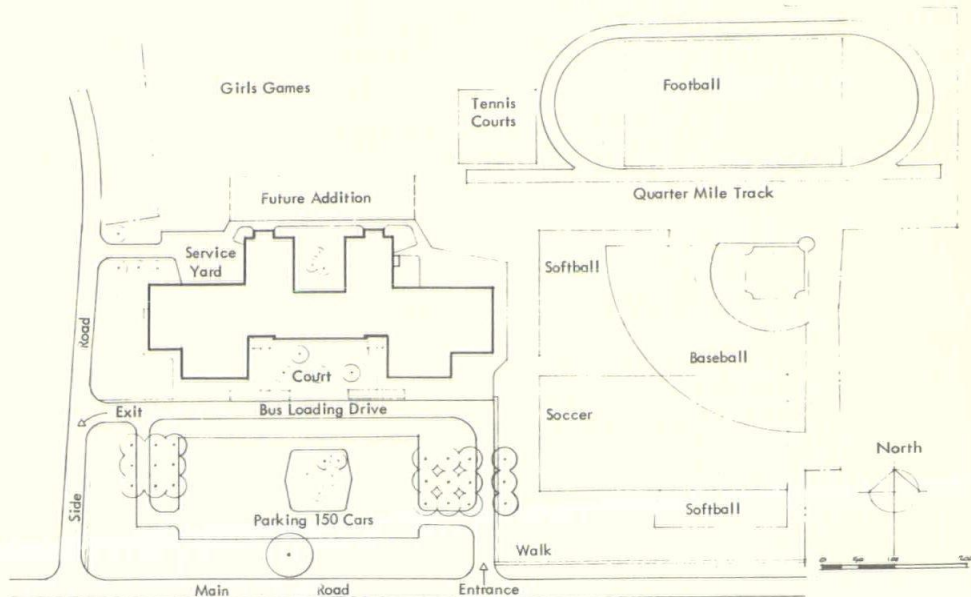 Girls Games
Football
Tennis
Courts
Quarter Mile Track
Future Addition
Service
Yard
Softball
Road
Baseball
Court
Exit
Bus Loading Drive
Soccer
North
Side
Parking 150 Cars
Softball
Walk
Main Road
Entrance